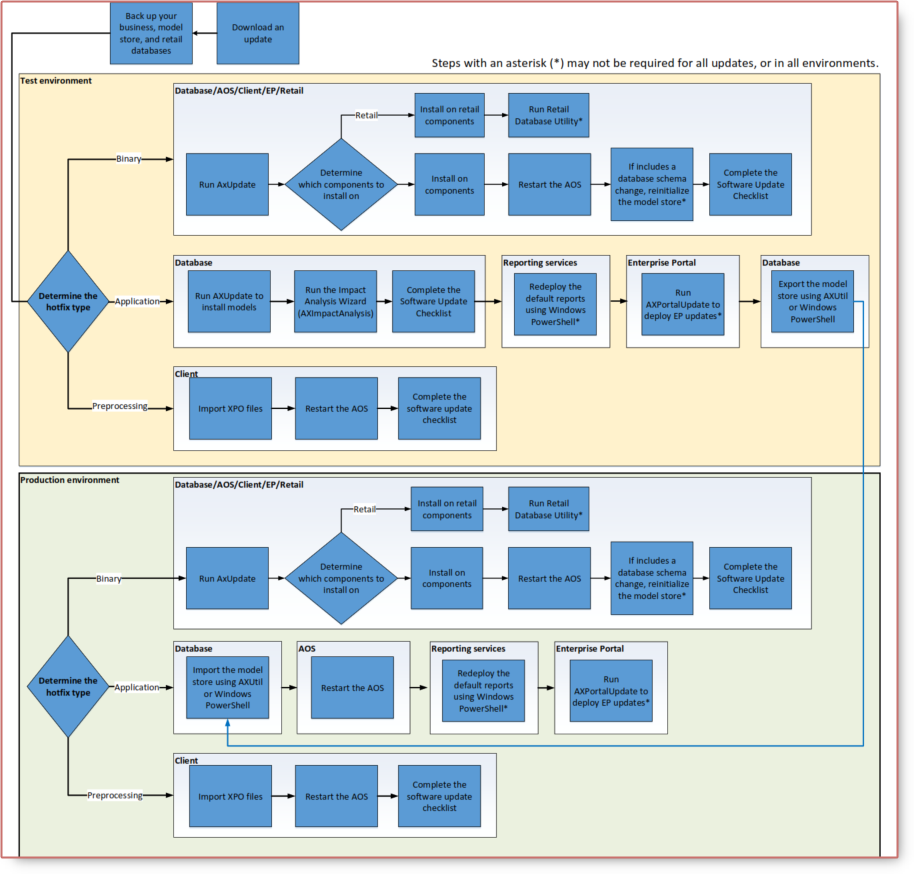 Back up your
business, model
store, and retail
databases
Download an
update
Steps with an asterisk (*) may not be required for all updates, or in all environments.
Test environment
Database/AOS/Client/EP/Retail
Retail
Install on retail
components
Run Retail
Database Utility*
Binary
Run AxUpdate
Determine
which components to
install on
Install on
components
Restart the AOS
If includes a
database schema
change, reinitialize
the model store*
Complete the
Software Update
Checklist
Determine the
hotfix type
Application
Database
Run AXUpdate to
install models
Run the Impact
Analysis Wizard
(AXImpactAnalysis)
Complete the
Software Update
Checklist
Reporting services
Redeploy the
default reports
using Windows
PowerShell*
Enterprise Portal
Run
AXPortalUpdate to
deploy EP updates*
Database
Export the model
store using AXUtil
or Windows
PowerShell
Preprocessing
Client
Import XPO files
Restart the AOS
Complete the
software update
checklist
Production environment
Database/AOS/Client/EP/Retail
Retail
Install on retail
components
Run Retail
Database Utility*
Binary
Run AxUpdate
Determine
which components to
install on
Install on
components
Restart the AOS
If includes a
database schema
change, reinitialize
the model store*
Complete the
Software Update
Checklist
Determine the
hotfix type
Application
Database
Import the model
store using AXUtil
or Windows
PowerShell
AOS
Restart the AOS
Reporting services
Redeploy the
default reports
using Windows
PowerShell*
Enterprise Portal
Run
AXPortalUpdate to
deploy EP updates*
Preprocessing
Client
Import XPO files
Restart the AOS
Complete the
software update
checklist